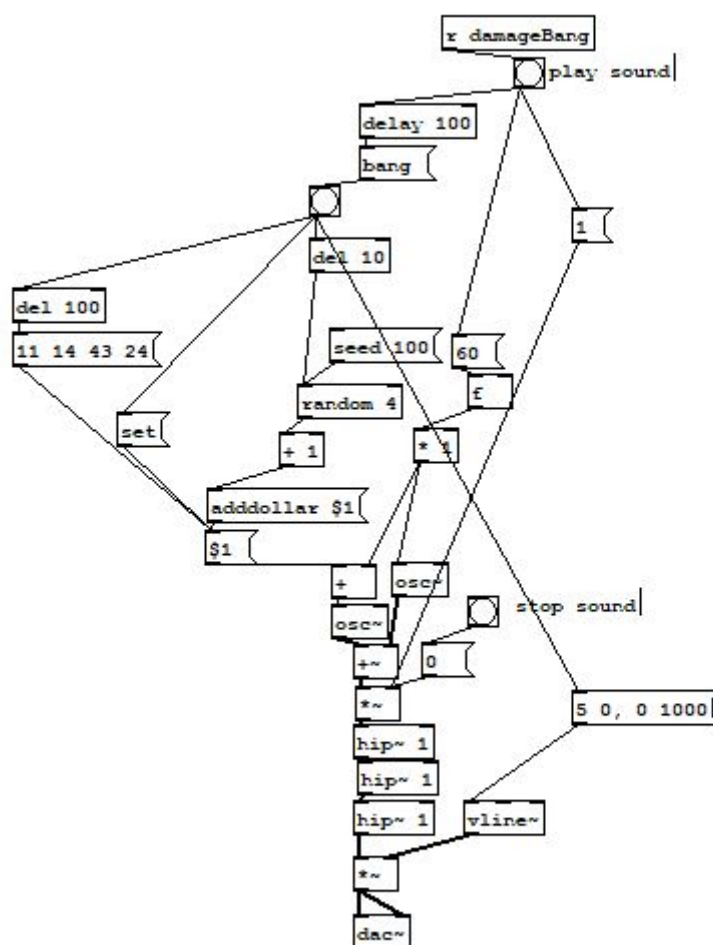 r damageBang
play sound
delay 100
bang
1
del 10
del 100
11 14 43 24
seed 100
60
random 4
f
set
+ 1
* 1
adddollar $1
$1
+
osc~
osc~
stop sound
+~
0
*~
5 0, 0 1000
hip~ 1
hip~ 1
hip~ 1
vline~
*~
dac~